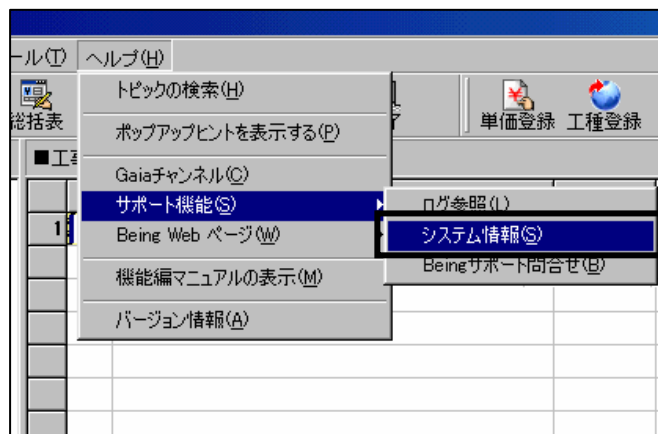 ール(T) ヘルプ(H)
総括表
単価登録 工種登録
■工事
トピックの検索(H)
ポップアップヒントを表示する(P)
Gaiaチャンネル(C)
サポート機能(S)
Being Web ページ(W)
機能編マニュアルの表示(M)
バージョン情報(A)
ログ参照(L)
システム情報(S)
Beingサポート問合せ(B)
1